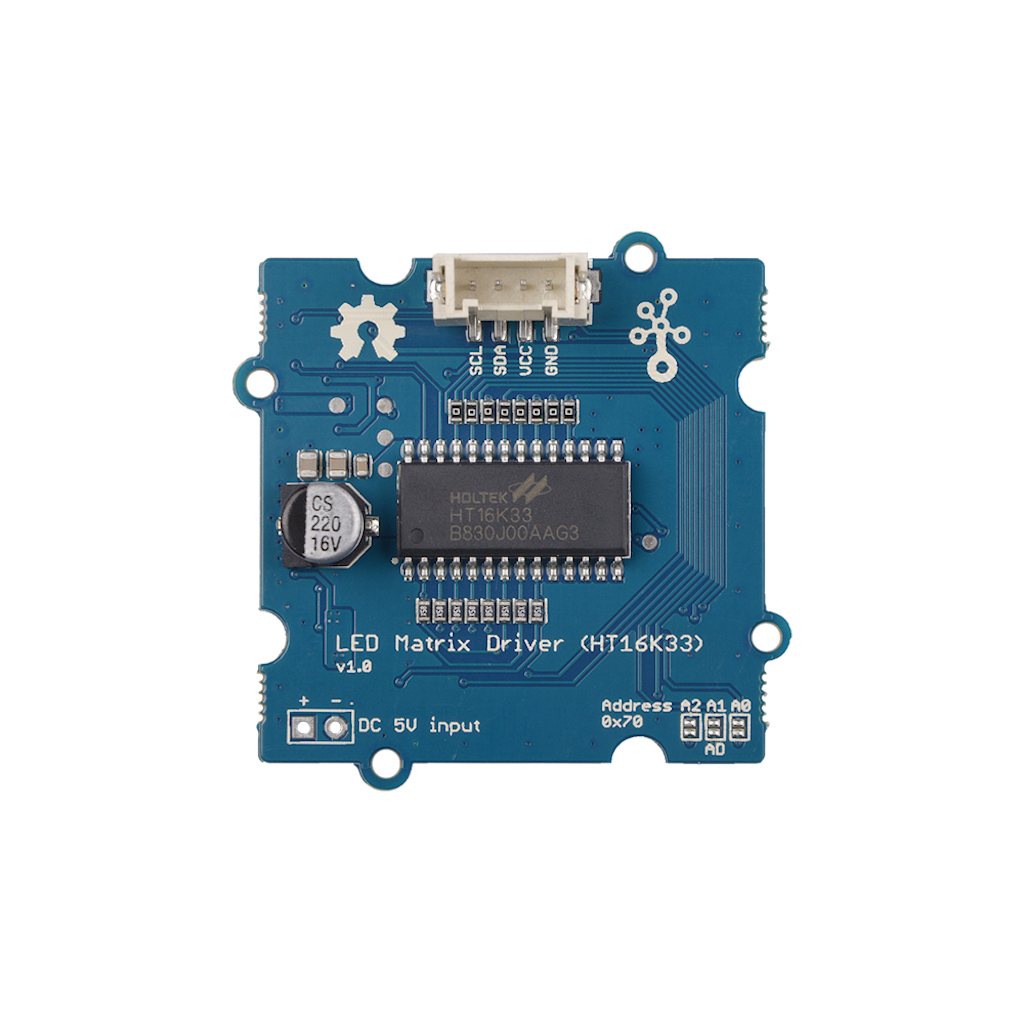 SCL
SDA
VCC
GND
HOLTEK
HT16K33
B830J00AAG3
CS
220
16V
LED Matrix Driver (HT16K33)
v1.0
+ -
DC 5V input
Address A2 A1 A0
0x70
AD